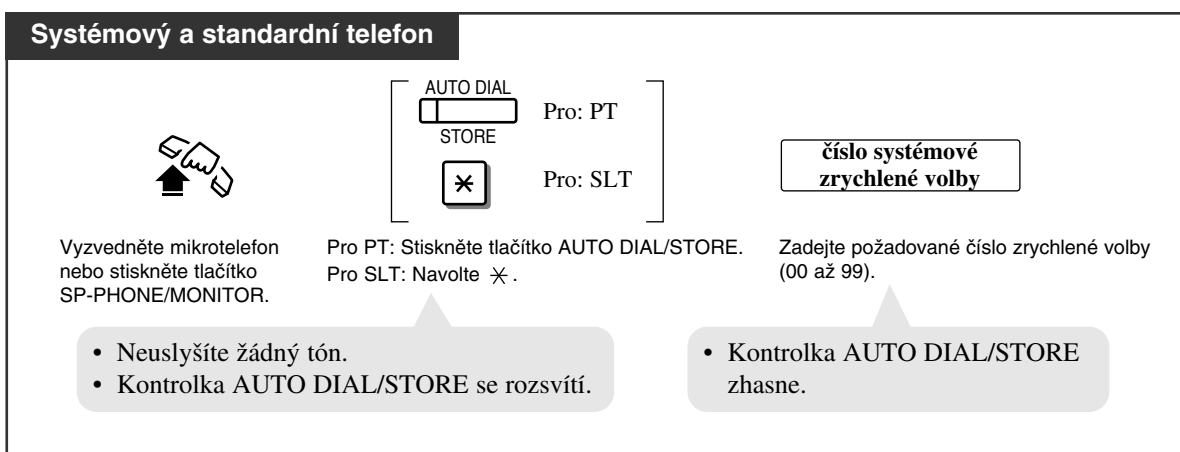 Systémový a standardní telefon
AUTO DIAL
Pro: PT
STORE
Pro: SLT
číslo systémové
zrychlené volby
Vyzvedněte mikrotelefon
nebo stiskněte tlačítko
SP-PHONE/MONITOR.
Pro PT: Stiskněte tlačítko AUTO DIAL/STORE.
Pro SLT: Navolte ✳.
Zadejte požadované číslo zrychlené volby
(00 až 99).
• Neuslyšíte žádný tón.
• Kontrolka AUTO DIAL/STORE se rozsvítí.
• Kontrolka AUTO DIAL/STORE
zhasne.